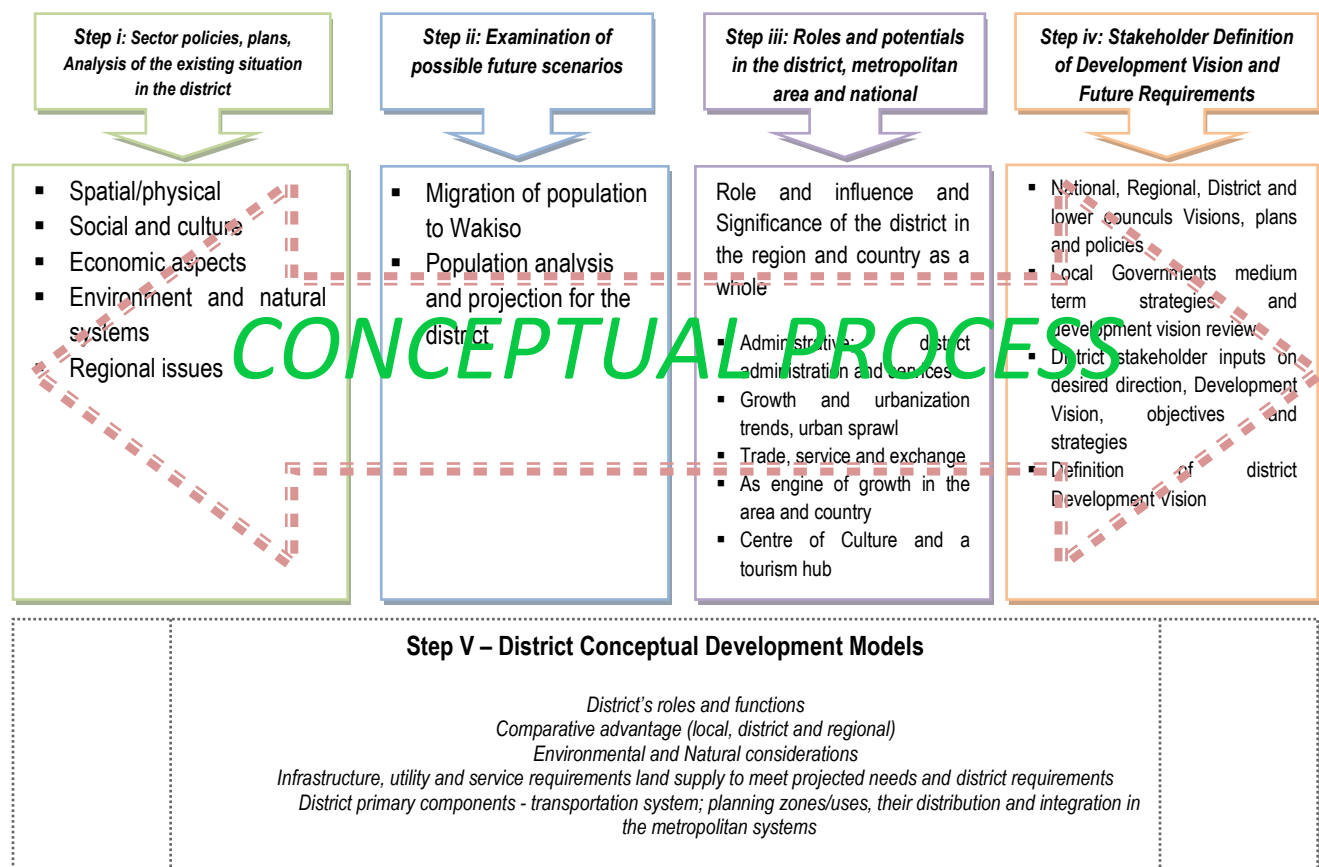 Step i: Sector policies, plans,
Analysis of the existing situation
in the district
Step ii: Examination of
possible future scenarios
Step iii: Roles and potentials
in the district, metropolitan
area and national
Step iv: Stakeholder Definition
of Development Vision and
Future Requirements
▪ Spatial/physical
▪ Social and culture
▪ Economic aspects
▪ Environment and natural
systems
▪ Regional issues
▪ Migration of population
to Wakiso
▪ Population analysis
and projection for the
district
Role and influence and
Significance of the district in
the region and country as a
whole
▪ Administrative: district
administration and services
▪ Growth and urbanization
trends, urban sprawl
▪ Trade, service and exchange
▪ As engine of growth in the
area and country
▪ Centre of Culture and a
tourism hub
▪ National, Regional, District and
lower counculs Visions, plans
and policies
▪ Local Governments medium
term strategies and
development vision review
▪ District stakeholder inputs on
desired direction, Development
Vision, objectives and
strategies
▪ Definition of district
Development Vision
CONCEPTUAL PROCESS
Step V – District Conceptual Development Models
District's roles and functions
Comparative advantage (local, district and regional)
Environmental and Natural considerations
Infrastructure, utility and service requirements land supply to meet projected needs and district requirements
District primary components - transportation system; planning zones/uses, their distribution and integration in
the metropolitan systems